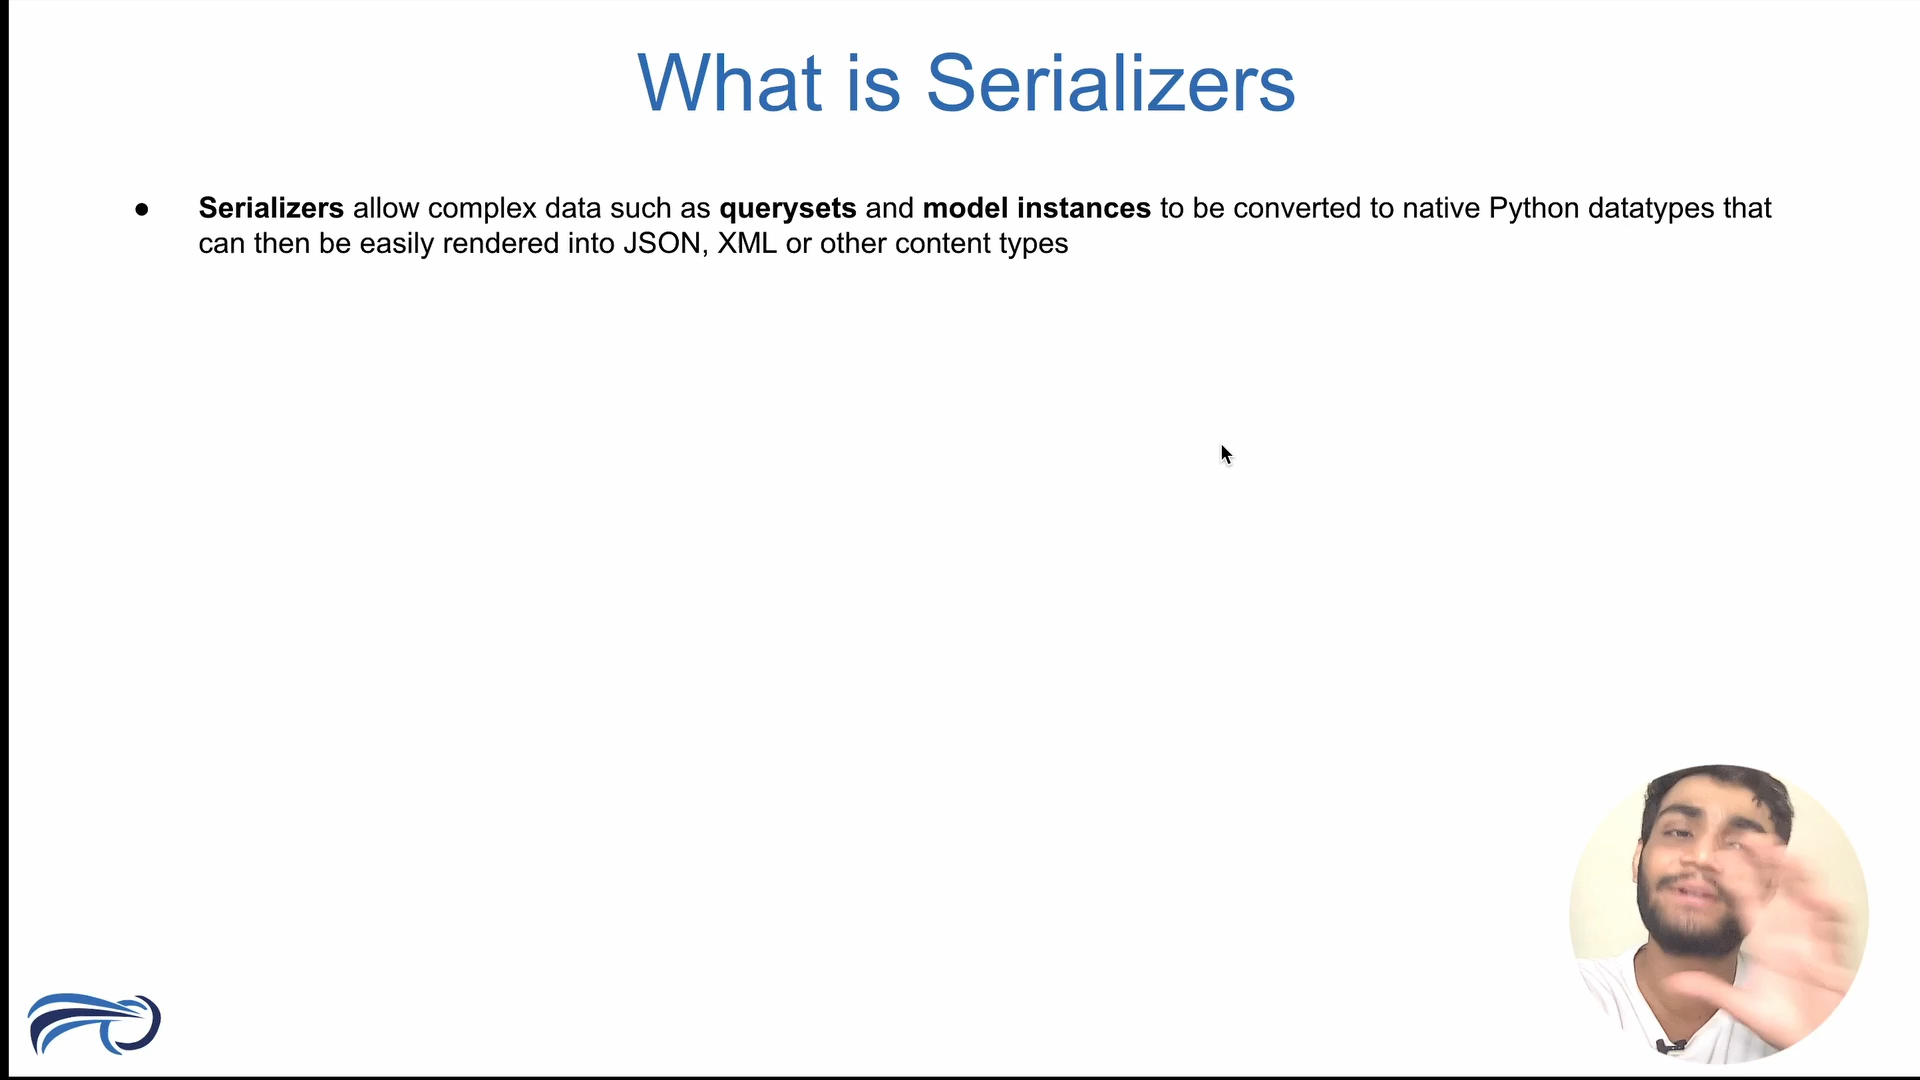 What is Serializers
● Serializers allow complex data such as querysets and model instances to be converted to native Python datatypes that
can then be easily rendered into JSON, XML or other content types